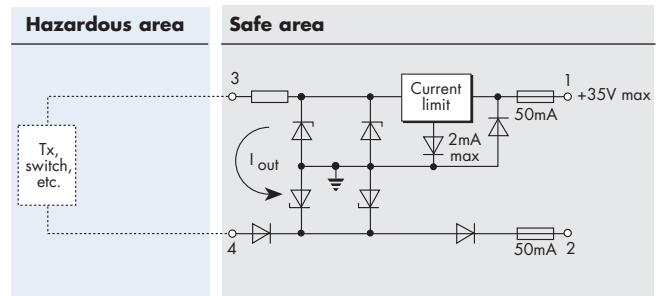 Hazardous area
Safe area
3
Current
limit
1
+35V max
50mA
2mA
max
Tx,
switch,
etc.
I out
4
50mA
2